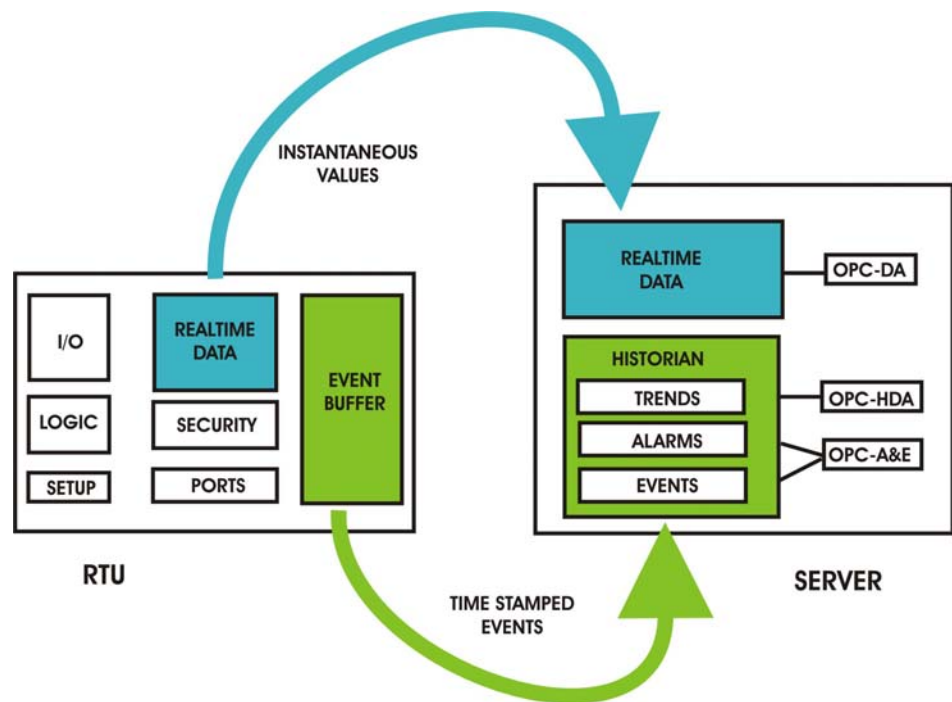 INSTANTANEOUS
VALUES
I/O
LOGIC
SETUP
REALTIME
DATA
SECURITY
PORTS
EVENT
BUFFER
RTU
REALTIME
DATA
OPC-DA
HISTORIAN
TRENDS
ALARMS
EVENTS
OPC-HDA
OPC-A&E
SERVER
TIME STAMPED
EVENTS